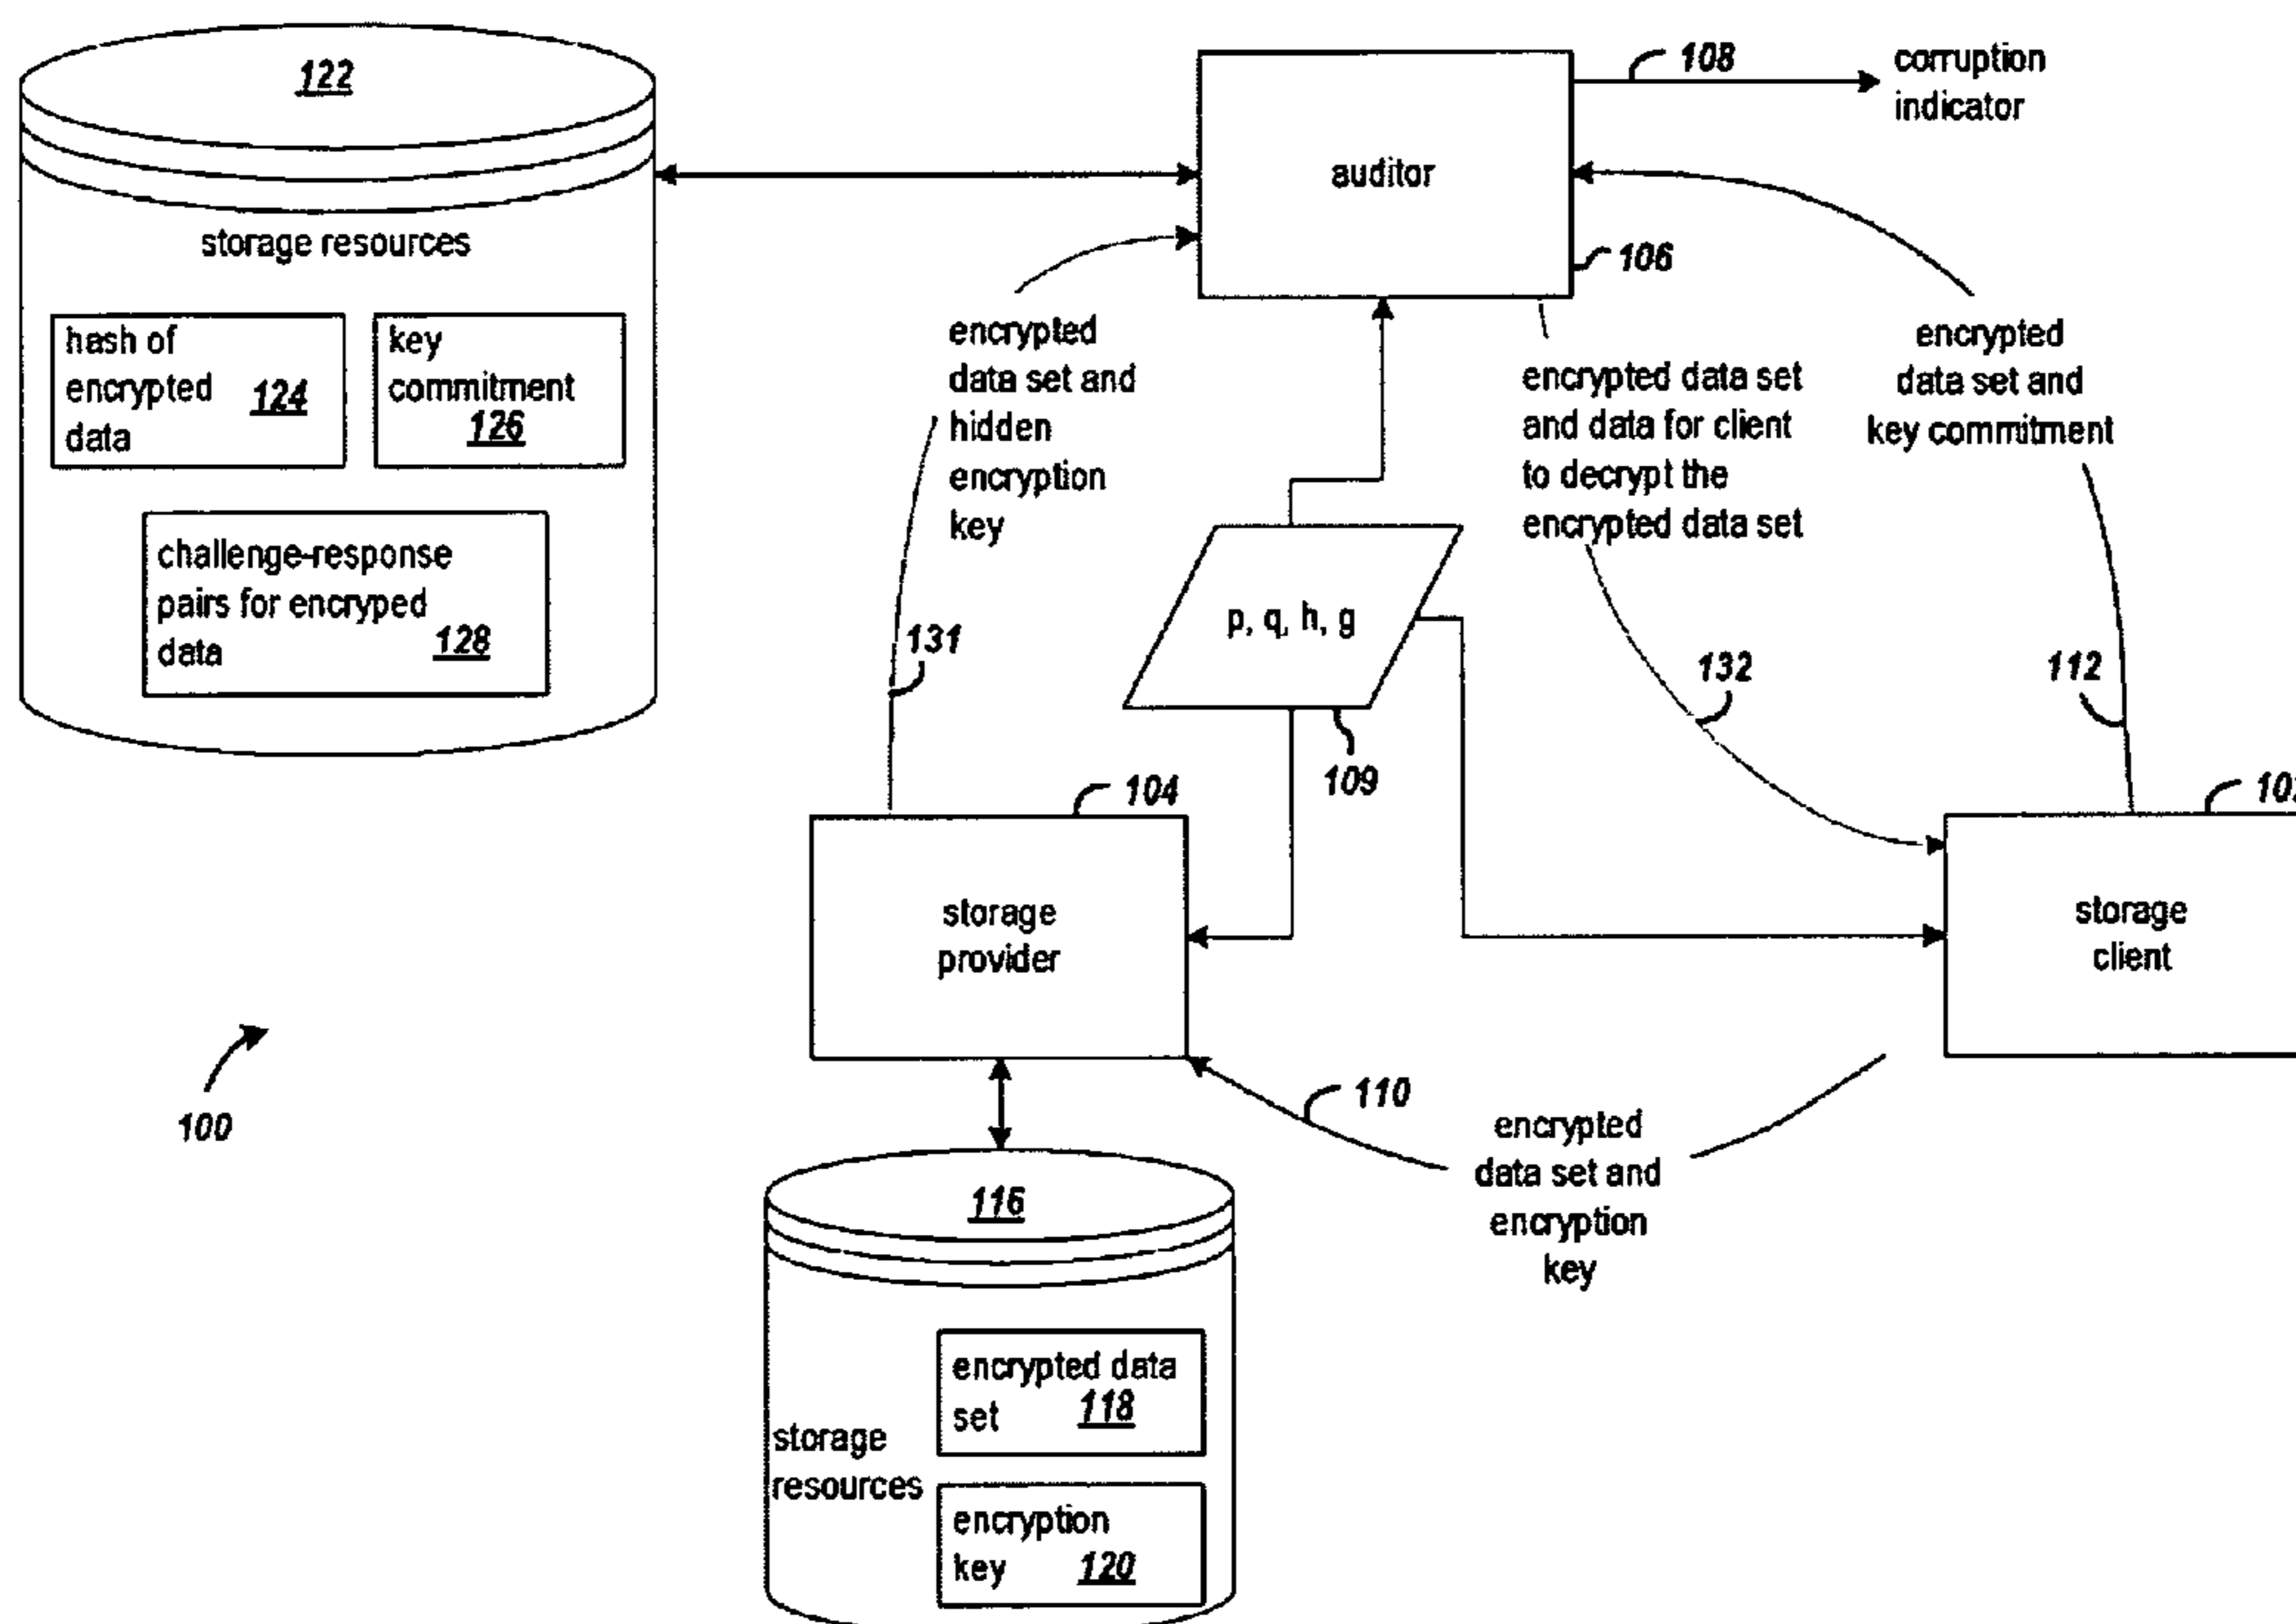 122
storage resources
hash of
encrypted
data
124
key
commitment
126
challenge-response
pairs for encryped
data
128
auditor
106
108
corruption
indicator
encrypted
data set and
hidden
encryption
key
131
encrypted data set
and data for client
to decrypt the
encrypted data set
132
encrypted
data set and
key commitment
112
p, q, h, g
109
104
storage
provider
storage
client
110
encrypted
data set and
encryption
key
100
116
storage
resources
encrypted data
set
118
encryption
key
120